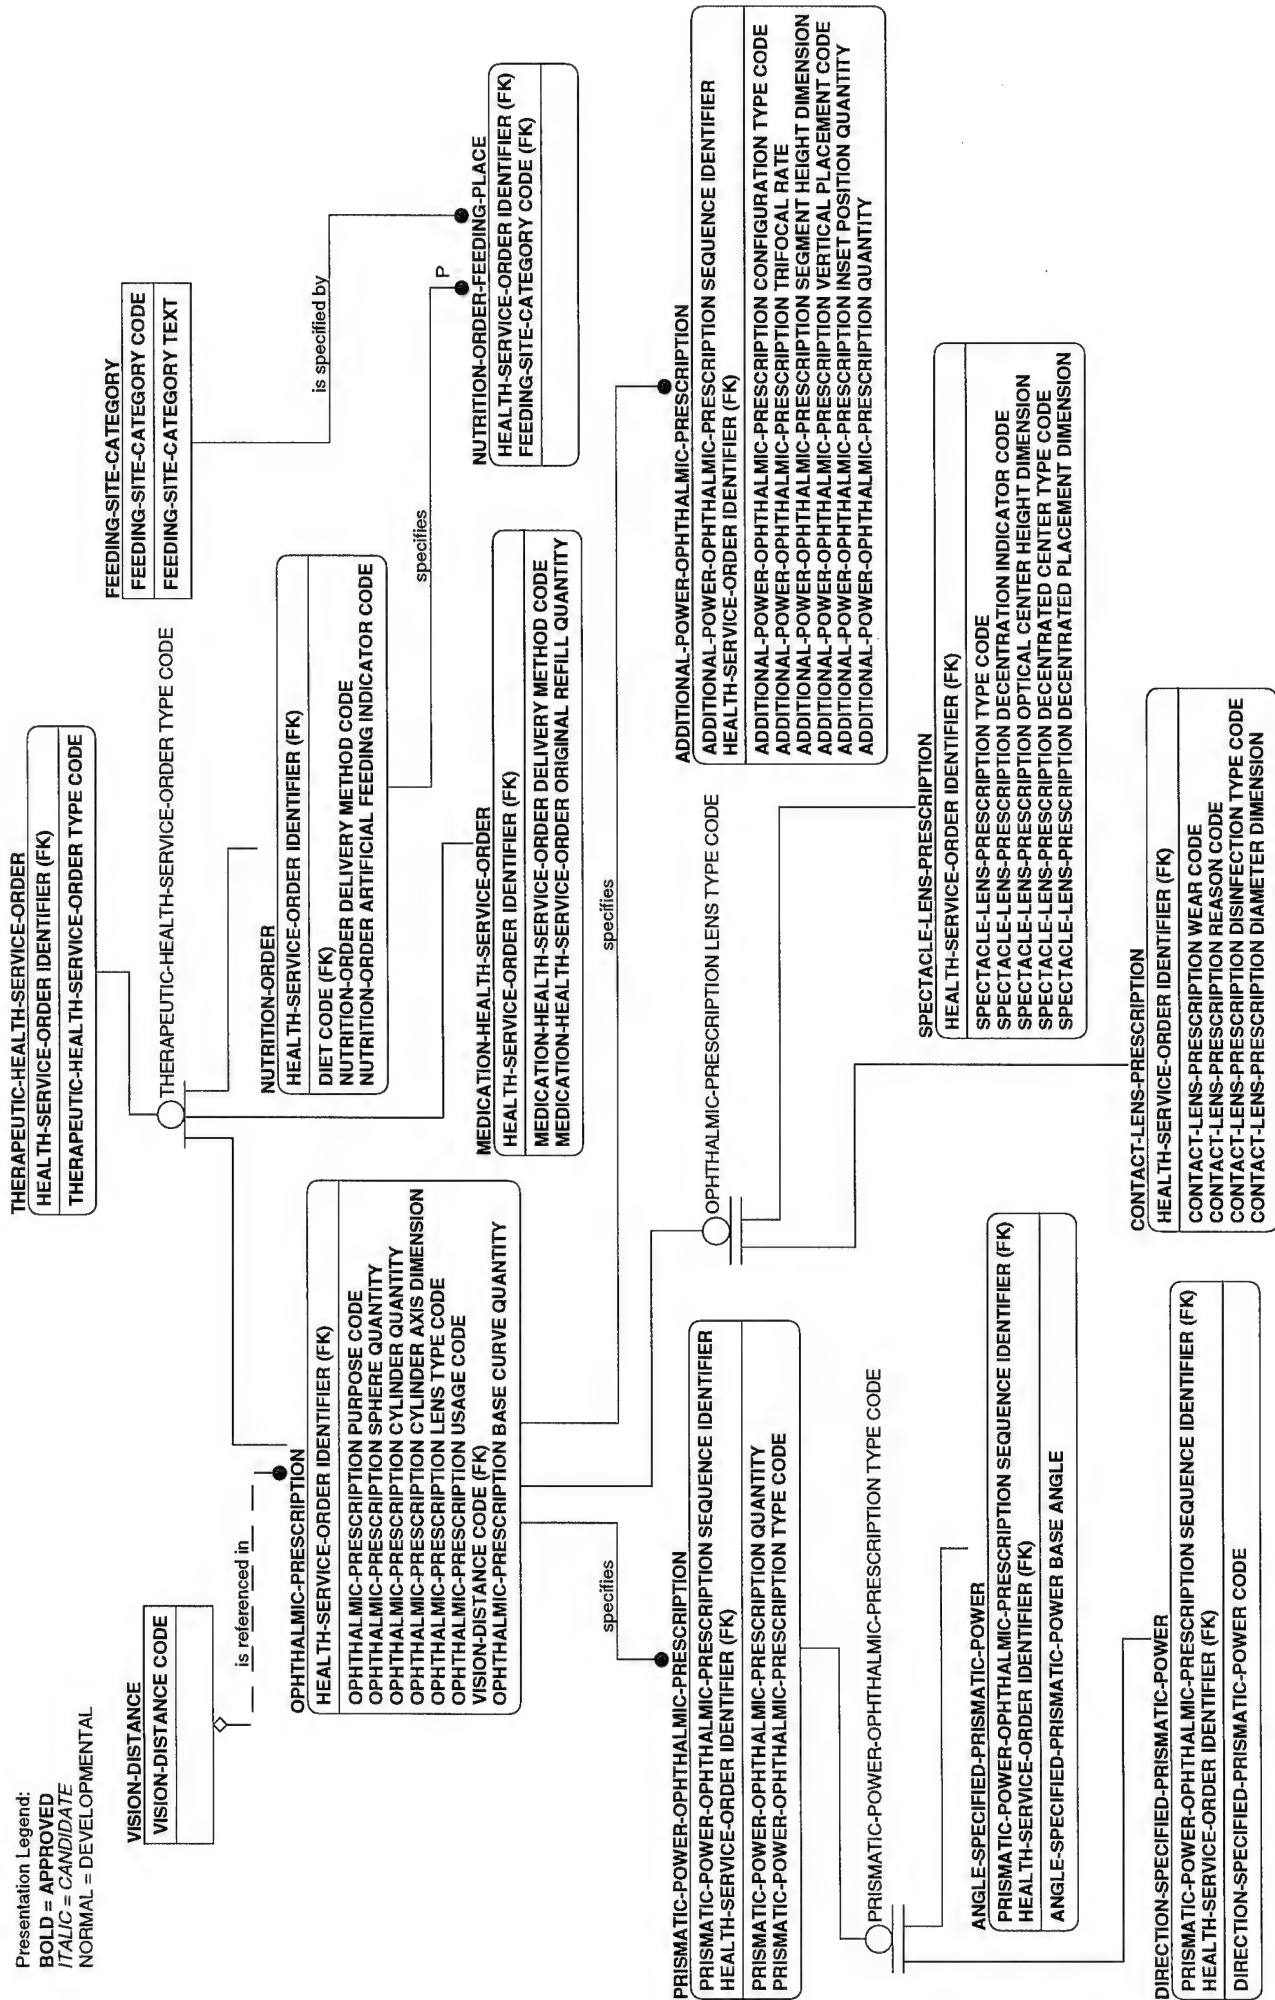 Presentation Legend:
BOLD = APPROVED
ITALIC = CANDIDATE
NORMAL = DEVELOPMENTAL
VISION-DISTANCE
VISION-DISTANCE CODE
is referenced in
THERAPEUTIC-HEALTH-SERVICE-ORDER
HEALTH-SERVICE-ORDER IDENTIFIER (FK)
THERAPEUTIC-HEALTH-SERVICE-ORDER TYPE CODE
THERAPEUTIC-HEALTH-SERVICE-ORDER TYPE CODE
FEEDING-SITE-CATEGORY
FEEDING-SITE-CATEGORY CODE
FEEDING-SITE-CATEGORY TEXT
is specified by
OPHTHALMIC-PRESCRIPTION
HEALTH-SERVICE-ORDER IDENTIFIER (FK)
OPHTHALMIC-PRESCRIPTION PURPOSE CODE
OPHTHALMIC-PRESCRIPTION SPHERE QUANTITY
OPHTHALMIC-PRESCRIPTION CYLINDER QUANTITY
OPHTHALMIC-PRESCRIPTION CYLINDER AXIS DIMENSION
OPHTHALMIC-PRESCRIPTION LENS TYPE CODE
OPHTHALMIC-PRESCRIPTION USAGE CODE
VISION-DISTANCE CODE (FK)
OPHTHALMIC-PRESCRIPTION BASE CURVE QUANTITY
NUTRITION-ORDER
HEALTH-SERVICE-ORDER IDENTIFIER (FK)
DIET CODE (FK)
NUTRITION-ORDER DELIVERY METHOD CODE
NUTRITION-ORDER ARTIFICIAL FEEDING INDICATOR CODE
specifies
P
NUTRITION-ORDER-FEEDING-PLACE
HEALTH-SERVICE-ORDER IDENTIFIER (FK)
FEEDING-SITE-CATEGORY CODE (FK)
MEDICATION-HEALTH-SERVICE-ORDER
HEALTH-SERVICE-ORDER IDENTIFIER (FK)
MEDICATION-HEALTH-SERVICE-ORDER DELIVERY METHOD CODE
MEDICATION-HEALTH-SERVICE-ORDER ORIGINAL REFILL QUANTITY
specifies
specifies
PRISMATIC-POWER-OPHTHALMIC-PRESCRIPTION
PRISMATIC-POWER-OPHTHALMIC-PRESCRIPTION SEQUENCE IDENTIFIER
HEALTH-SERVICE-ORDER IDENTIFIER (FK)
PRISMATIC-POWER-OPHTHALMIC-PRESCRIPTION QUANTITY
PRISMATIC-POWER-OPHTHALMIC-PRESCRIPTION TYPE CODE
OPHTHALMIC-PRESCRIPTION LENS TYPE CODE
ADDITIONAL-POWER-OPHTHALMIC-PRESCRIPTION
ADDITIONAL-POWER-OPHTHALMIC-PRESCRIPTION SEQUENCE IDENTIFIER
HEALTH-SERVICE-ORDER IDENTIFIER (FK)
ADDITIONAL-POWER-OPHTHALMIC-PRESCRIPTION CONFIGURATION TYPE CODE
ADDITIONAL-POWER-OPHTHALMIC-PRESCRIPTION TRIFOCAL RATE
ADDITIONAL-POWER-OPHTHALMIC-PRESCRIPTION SEGMENT HEIGHT DIMENSION
ADDITIONAL-POWER-OPHTHALMIC-PRESCRIPTION VERTICAL PLACEMENT CODE
ADDITIONAL-POWER-OPHTHALMIC-PRESCRIPTION INSET POSITION QUANTITY
ADDITIONAL-POWER-OPHTHALMIC-PRESCRIPTION QUANTITY
PRISMATIC-POWER-OPHTHALMIC-PRESCRIPTION TYPE CODE
SPECTACLE-LENS-PRESCRIPTION
HEALTH-SERVICE-ORDER IDENTIFIER (FK)
SPECTACLE-LENS-PRESCRIPTION TYPE CODE
SPECTACLE-LENS-PRESCRIPTION DECENTRATION INDICATOR CODE
SPECTACLE-LENS-PRESCRIPTION OPTICAL CENTER HEIGHT DIMENSION
SPECTACLE-LENS-PRESCRIPTION DECENTRATED CENTER TYPE CODE
SPECTACLE-LENS-PRESCRIPTION DECENTRATED PLACEMENT DIMENSION
ANGLE-SPECIFIED-PRISMATIC-POWER
PRISMATIC-POWER-OPHTHALMIC-PRESCRIPTION SEQUENCE IDENTIFIER (FK)
HEALTH-SERVICE-ORDER IDENTIFIER (FK)
ANGLE-SPECIFIED-PRISMATIC-POWER BASE ANGLE
CONTACT-LENS-PRESCRIPTION
HEALTH-SERVICE-ORDER IDENTIFIER (FK)
CONTACT-LENS-PRESCRIPTION WEAR CODE
CONTACT-LENS-PRESCRIPTION REASON CODE
CONTACT-LENS-PRESCRIPTION DISINFECTION TYPE CODE
CONTACT-LENS-PRESCRIPTION DIAMETER DIMENSION
DIRECTION-SPECIFIED-PRISMATIC-POWER
PRISMATIC-POWER-OPHTHALMIC-PRESCRIPTION SEQUENCE IDENTIFIER (FK)
HEALTH-SERVICE-ORDER IDENTIFIER (FK)
DIRECTION-SPECIFIED-PRISMATIC-POWER CODE